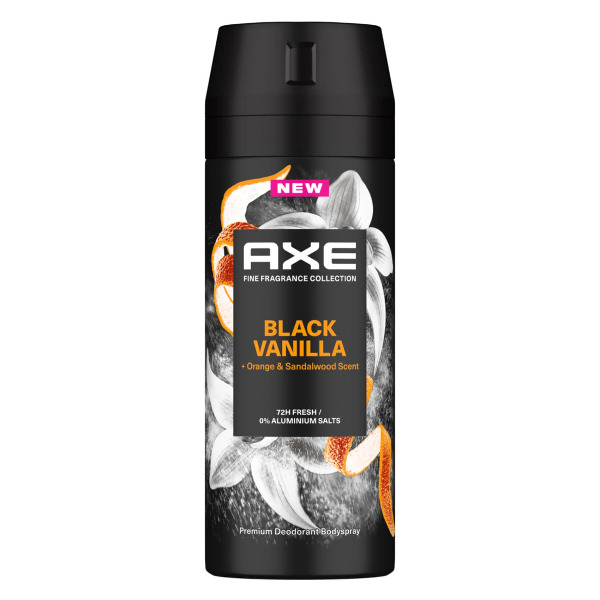 NEW
AXE
FINE FRAGRANCE COLLECTION
BLACK
VANILLA
+ Orange & Sandalwood Scent
72H FRESH /
0% ALUMINIUM SALTS
Premium Deodorant Bodyspray